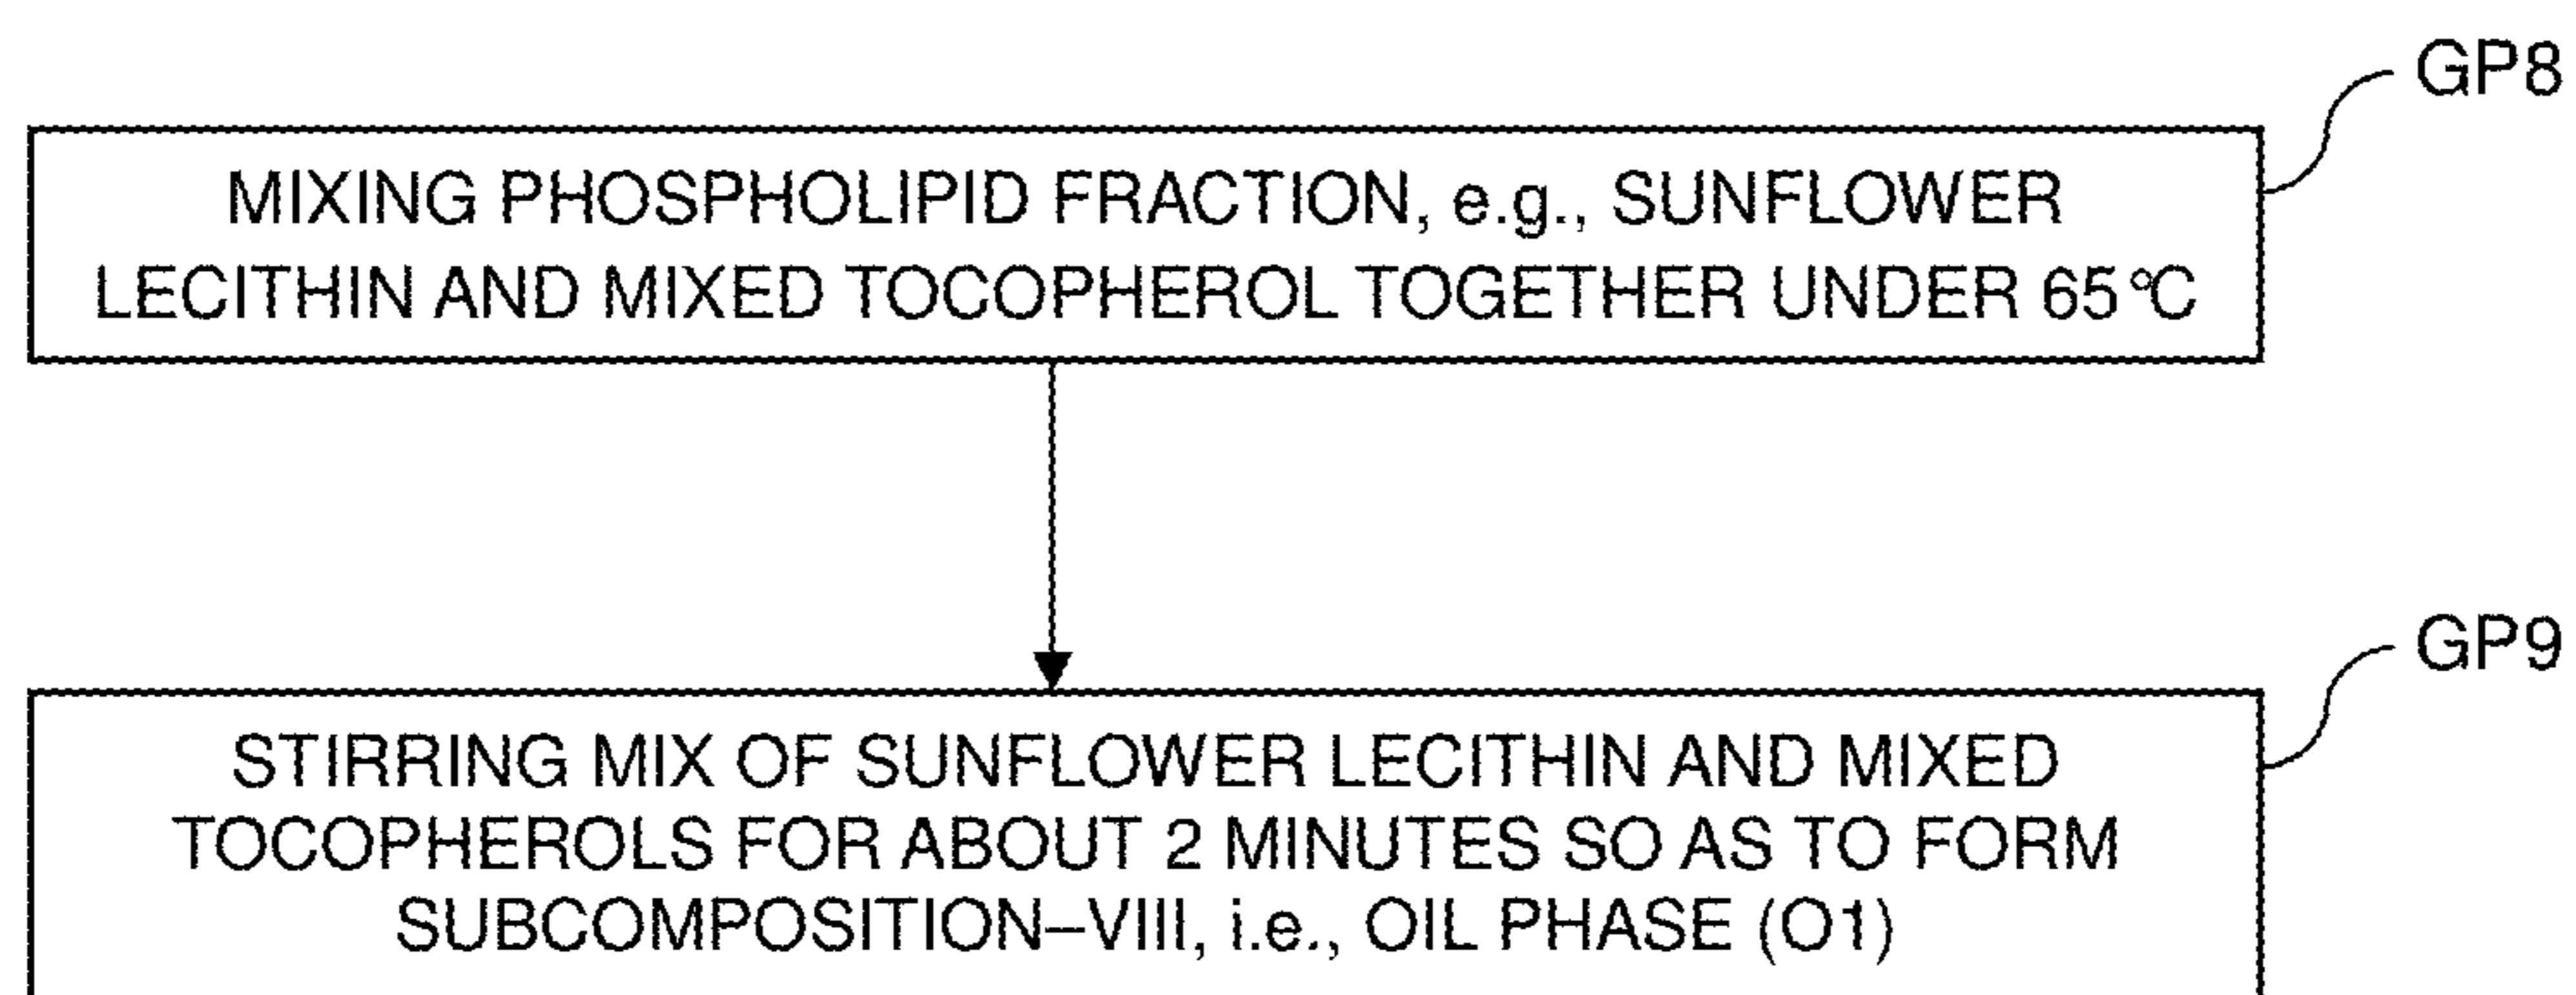 GP8
MIXING PHOSPHOLIPID FRACTION, e.g., SUNFLOWER
LECITHIN AND MIXED TOCOPHEROL TOGETHER UNDER 65°C
GP9
STIRRING MIX OF SUNFLOWER LECITHIN AND MIXED
TOCOPHEROLS FOR ABOUT 2 MINUTES SO AS TO FORM
SUBCOMPOSITION–VIII, i.e., OIL PHASE (O1)